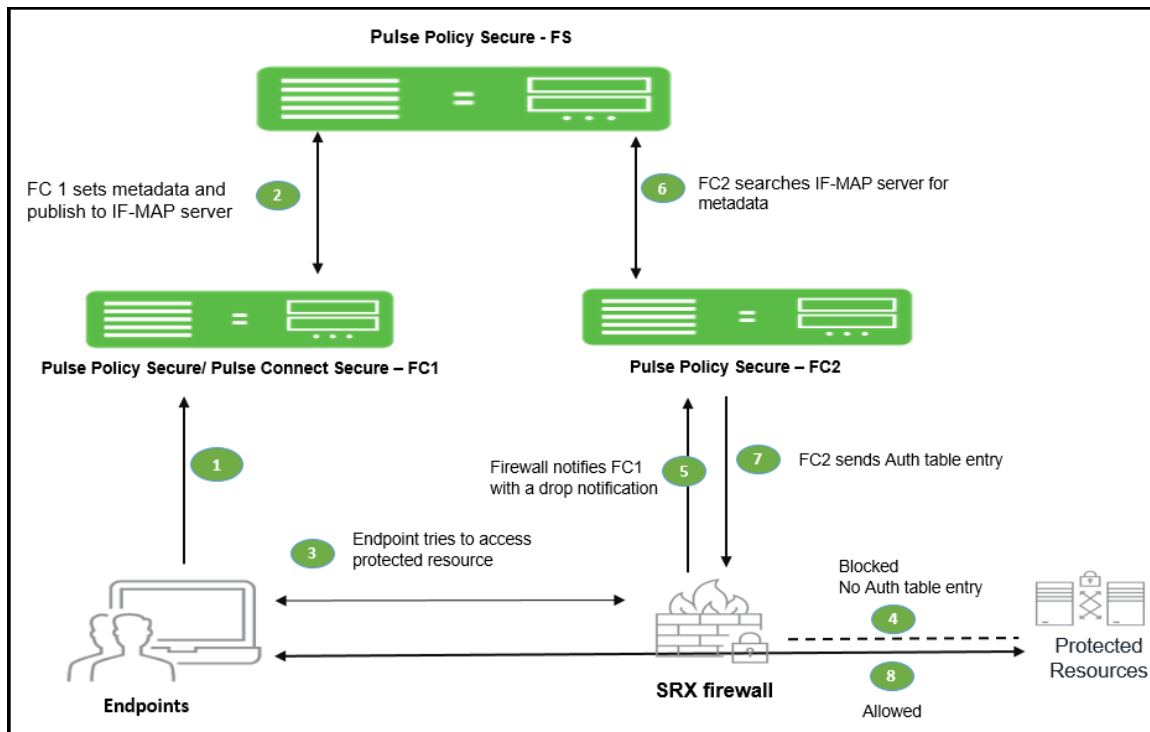 Pulse Policy Secure - FS
FC 1 sets metadata and
publish to IF-MAP server
2
6
FC2 searches IF-MAP server for
metadata
Pulse Policy Secure/ Pulse Connect Secure – FC1
Pulse Policy Secure – FC2
1
Firewall notifies FC1
with a drop notification
5
7
FC2 sends Auth table entry
3
Endpoint tries to access
protected resource
Blocked
No Auth table entry
4
Protected
Resources
8
Allowed
Endpoints
SRX firewall